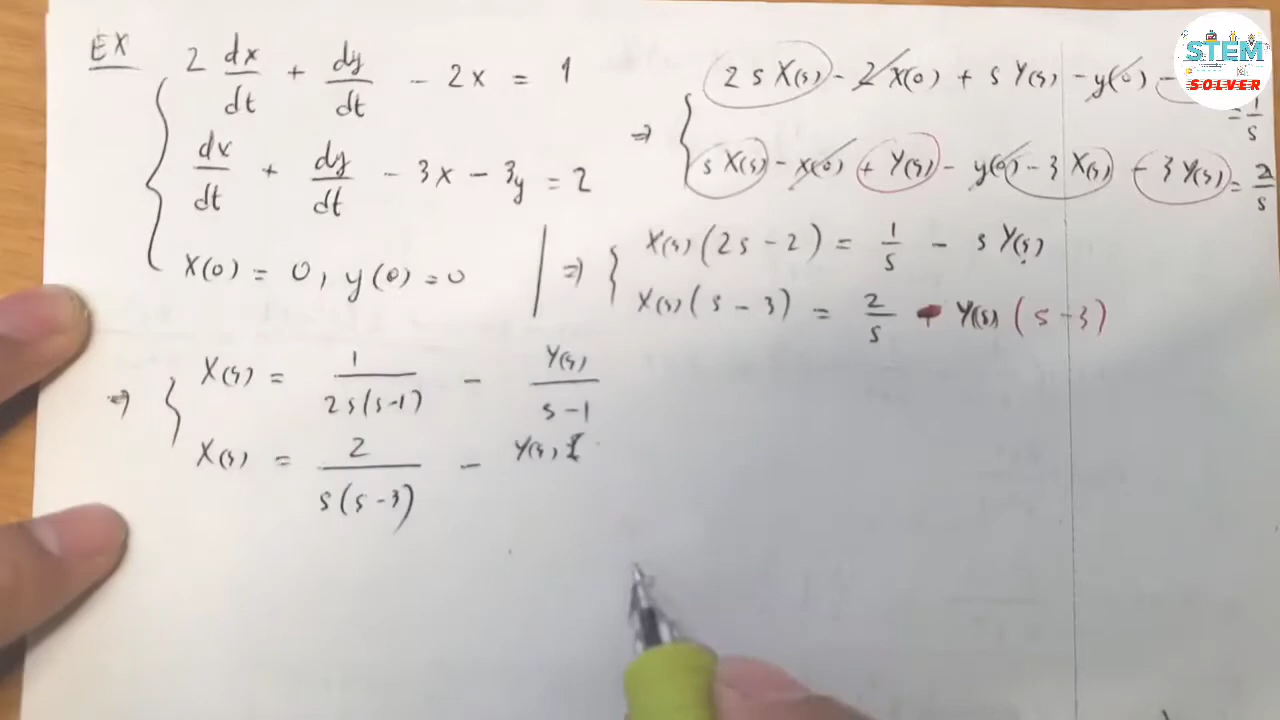 EX
2 dx/dt + dy/dt - 2x = 1
dx/dt + dy/dt - 3x - 3y = 2
x(0) = 0, y(0) = 0
⇒ { 2 s X(s) - 2 x(0) + s Y(s) - y(0) - = 1/s
s X(s) - x(0) + Y(s) - y(0) - 3 X(s) - 3 Y(s) = 2/s
⇒ { X(s) (2s - 2) = 1/s - s Y(s)
X(s) (s - 3) = 2/s - Y(s) (s - 3)
⇒ { X(s) = 1/2s(s-1) - Y(s)/s-1
X(s) = 2/s(s-3) - Y(s)
STEM
SOLVER